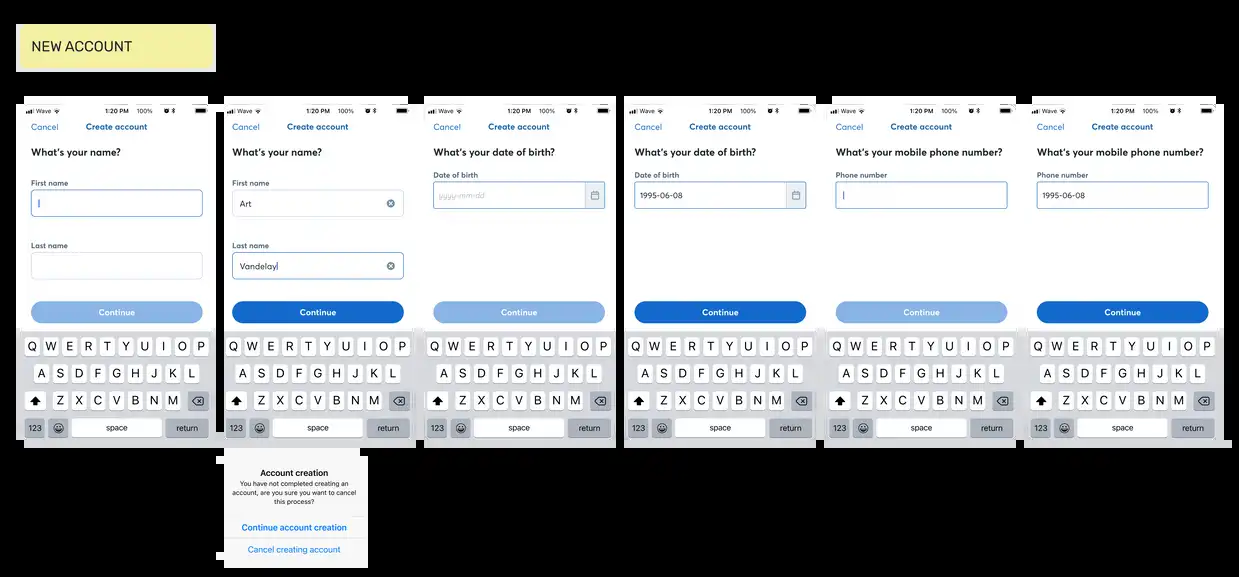 NEW ACCOUNT
Wave 1:20 PM 100%
Cancel Create account
What's your name?
First name
Last name
Continue
Q W E R T Y U I O P
A S D F G H J K L
Z X C V B N M
123 space return
Wave 1:20 PM 100%
Cancel Create account
What's your name?
First name
Art
Last name
Vandelay
Continue
Q W E R T Y U I O P
A S D F G H J K L
Z X C V B N M
123 space return
Account creation
You have not completed creating an
account, are you sure you want to cancel
this process?
Continue account creation
Cancel creating account
Wave 1:20 PM 100%
Cancel Create account
What's your date of birth?
Date of birth
yyyy-mm-dd
Continue
Q W E R T Y U I O P
A S D F G H J K L
Z X C V B N M
123 space return
Wave 1:20 PM 100%
Cancel Create account
What's your date of birth?
Date of birth
1995-06-08
Continue
Q W E R T Y U I O P
A S D F G H J K L
Z X C V B N M
123 space return
Wave 1:20 PM 100%
Cancel Create account
What's your mobile phone number?
Phone number
Continue
Q W E R T Y U I O P
A S D F G H J K L
Z X C V B N M
123 space return
Wave 1:20 PM 100%
Cancel Create account
What's your mobile phone number?
Phone number
1995-06-08
Continue
Q W E R T Y U I O P
A S D F G H J K L
Z X C V B N M
123 space return